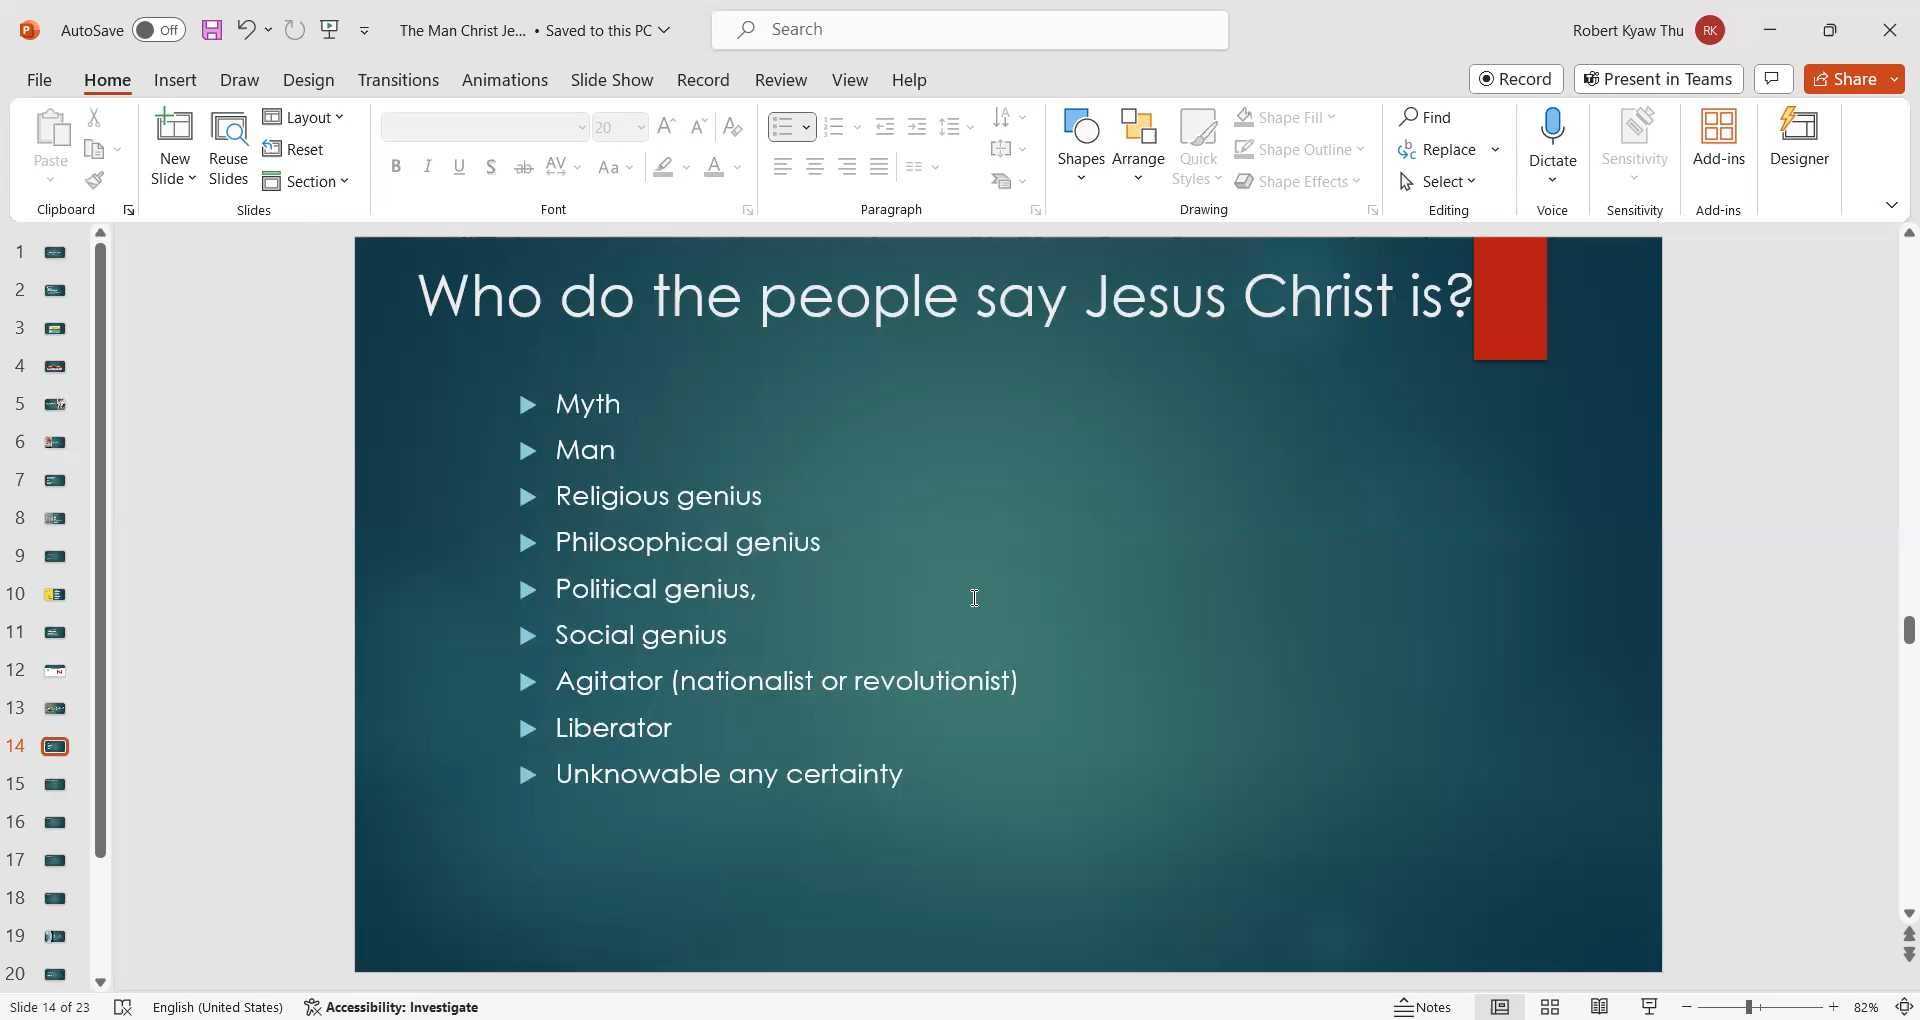 AutoSave Off The Man Christ Je... • Saved to this PC Search Robert Kyaw Thu RK
File Home Insert Draw Design Transitions Animations Slide Show Record Review View Help Record Present in Teams Share
Paste New Slide Reuse Slides Layout Reset Section 20 Shapes Arrange Quick Styles Shape Fill Shape Outline Shape Effects Find Replace Select Dictate Sensitivity Add-ins Designer
Clipboard Slides Font Paragraph Drawing Editing Voice Sensitivity Add-ins
Who do the people say Jesus Christ is?
Myth
Man
Religious genius
Philosophical genius
Political genius,
Social genius
Agitator (nationalist or revolutionist)
Liberator
Unknowable any certainty
1
2
3
4
5
6
7
8
9
10
11
12
13
14
15
16
17
18
19
20
Slide 14 of 23 English (United States) Accessibility: Investigate Notes 82%